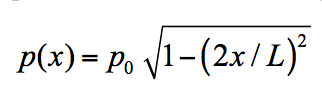 p(x) = p₀ √1−(2x / L)²